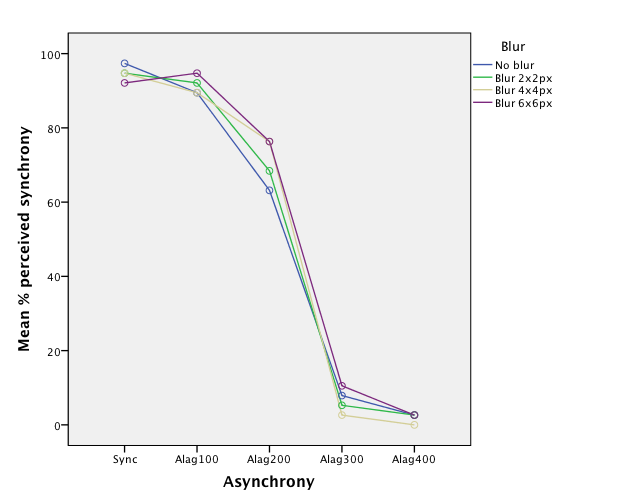 Blur
No blur
Blur 2x2px
Blur 4x4px
Blur 6x6px
Mean % perceived synchrony
100
80
60
40
20
0
Sync Alag100 Alag200 Alag300 Alag400
Asynchrony